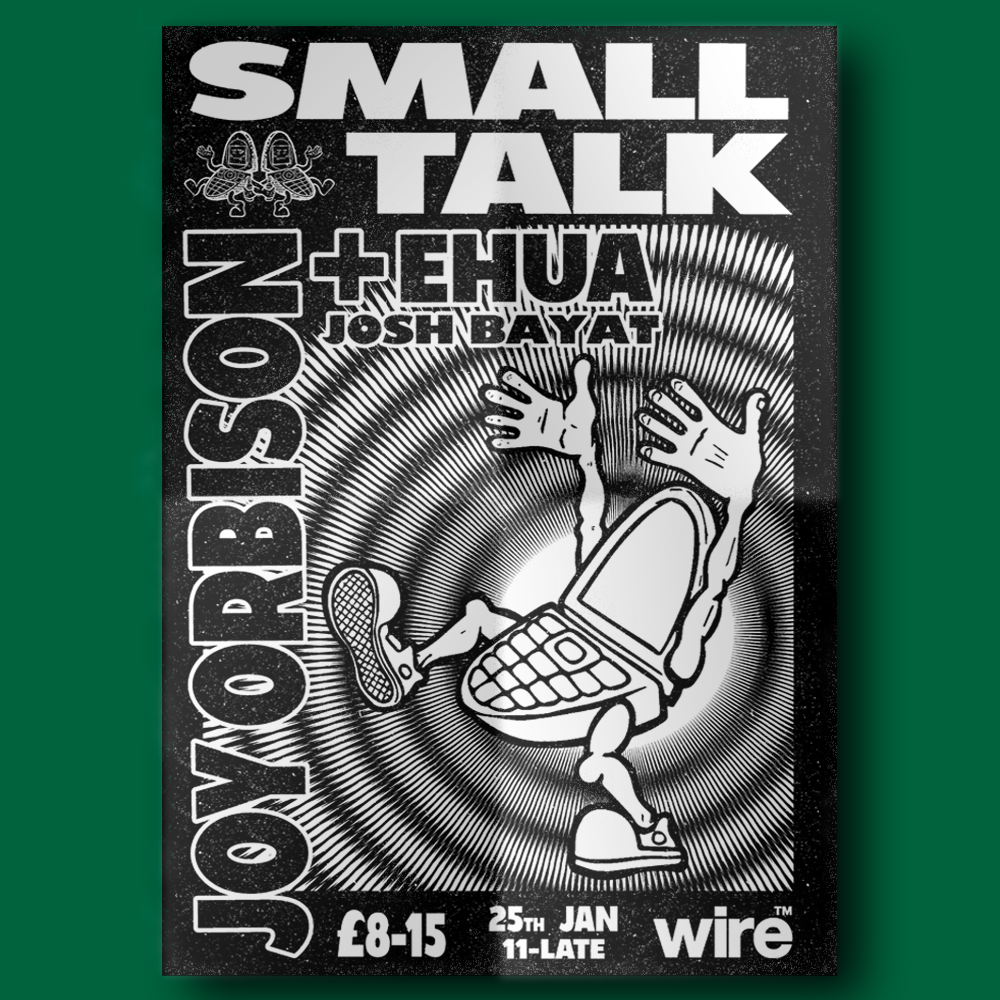 SMALL
TALK
JOY ORBISON
+ EHUA
JOSH BAYAT
£8-15
25TH JAN
11-LATE
wire™